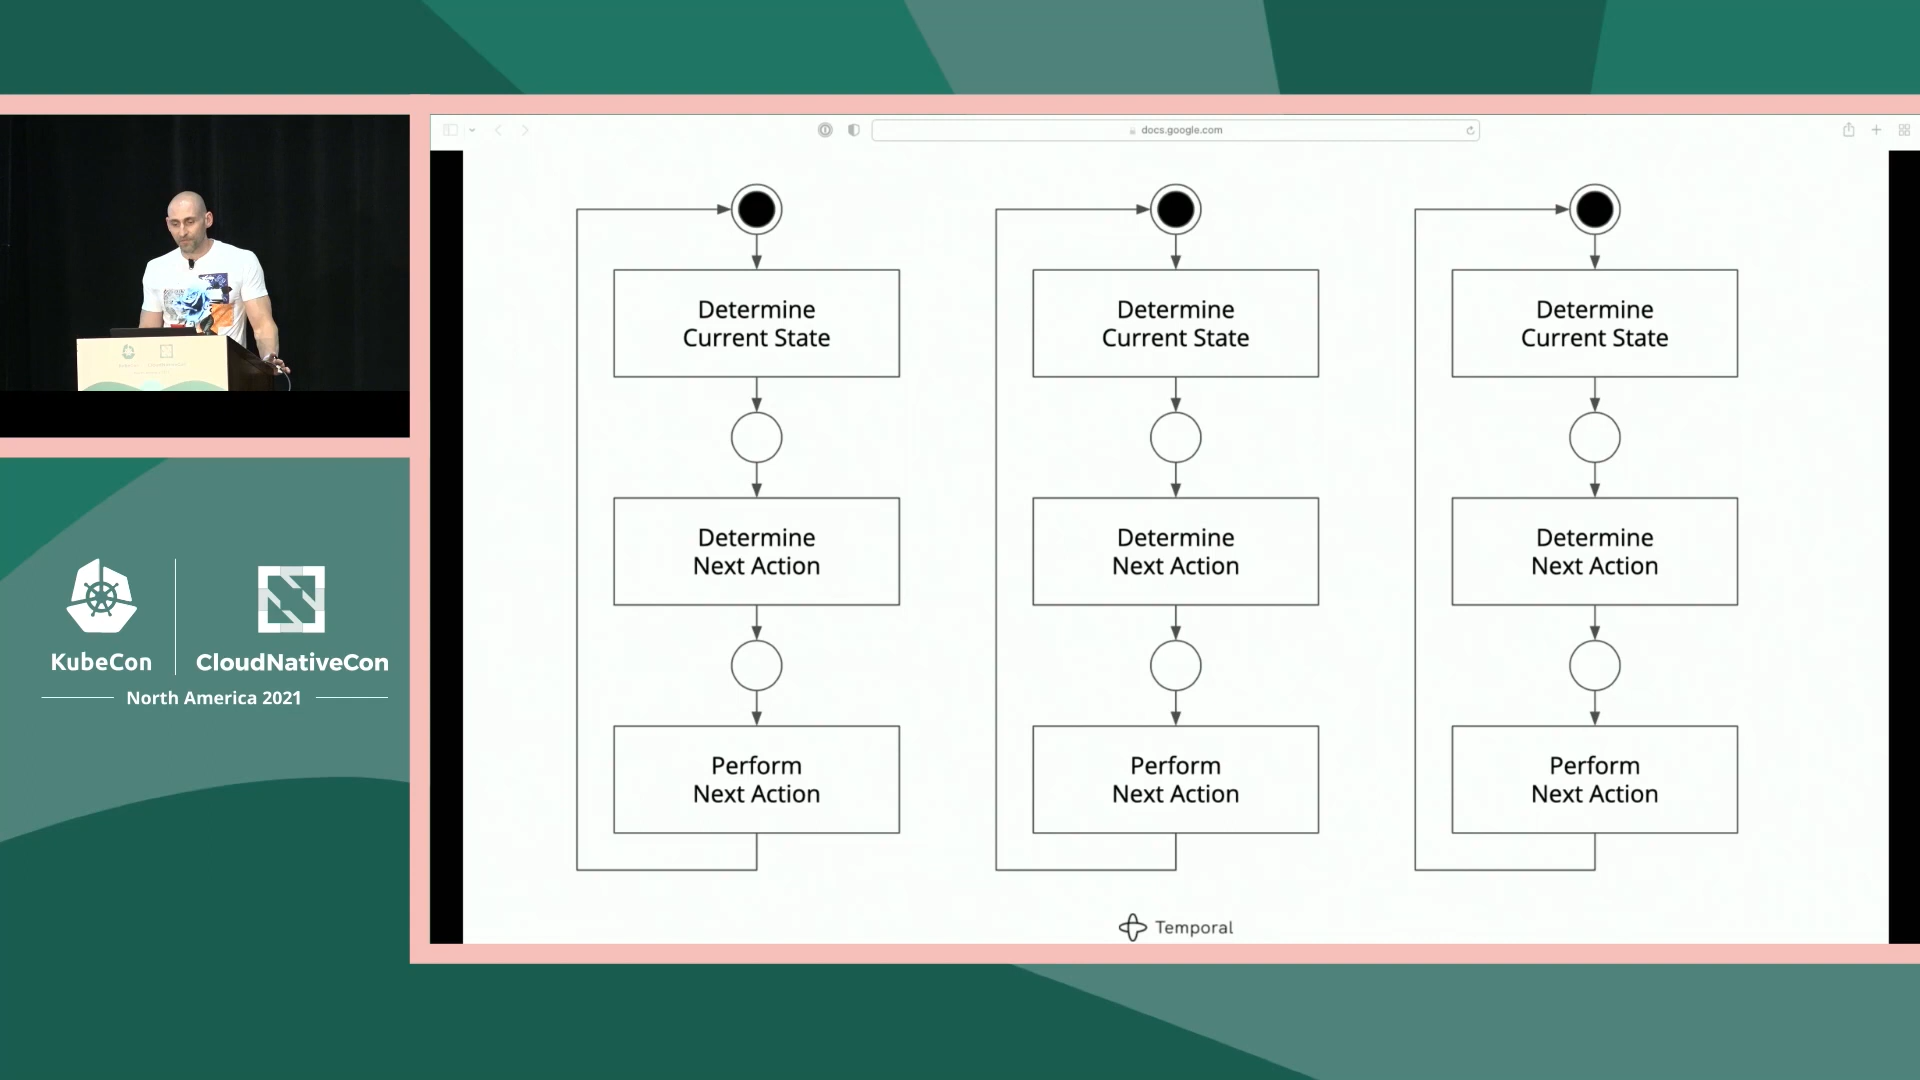 docs.google.com
Determine
Current State
Determine
Next Action
Perform
Next Action
Determine
Current State
Determine
Next Action
Perform
Next Action
Determine
Current State
Determine
Next Action
Perform
Next Action
Temporal
KubeCon
CloudNativeCon
North America 2021